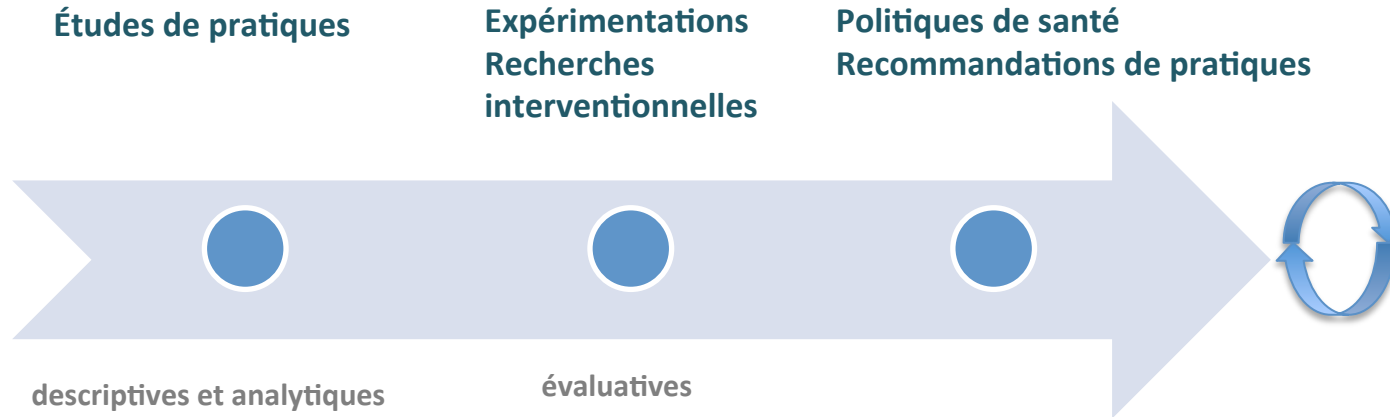 Études de pratiques
Expérimentations
Recherches
interventionnelles
Politiques de santé
Recommandations de pratiques
descriptives et analytiques
évaluatives